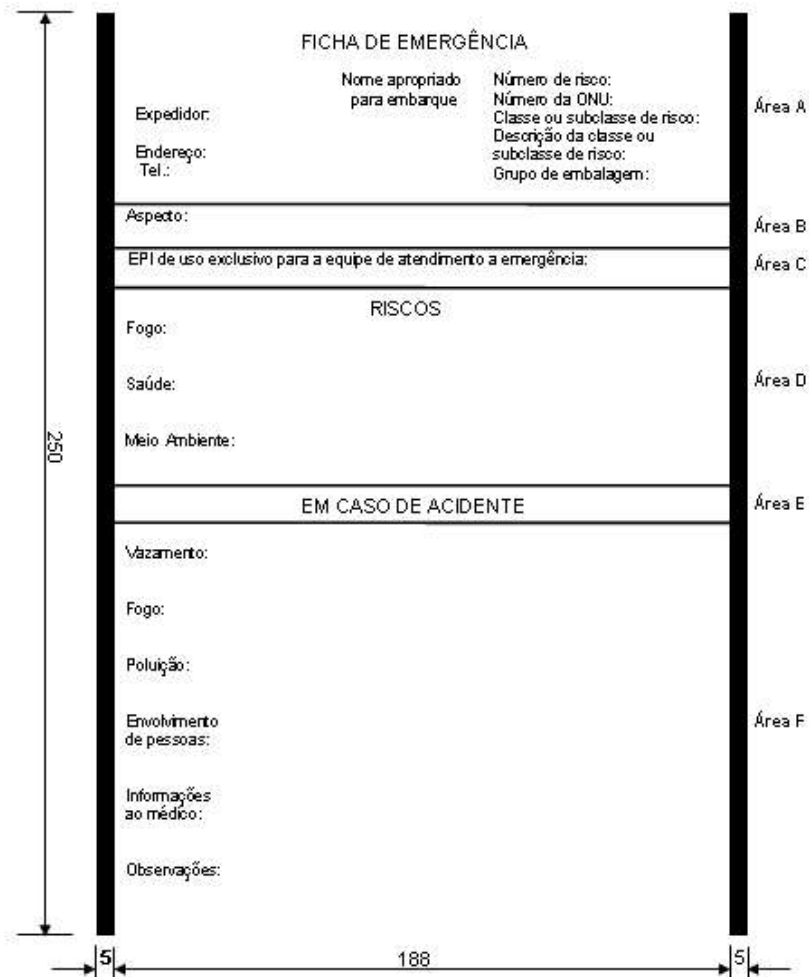 FICHA DE EMERGÊNCIA
Nome apropriado
para embarque
Expedidor:
Endereço:
Tel.:
Número de risco:
Número da ONU:
Classe ou subclasse de risco:
Descrição da classe ou
subclasse de risco:
Grupo de embalagem:
Área A
Aspecto:
Área B
EPI de uso exclusivo para a equipe de atendimento a emergência:
Área C
RISCOS
Fogo:
Saúde:
Meio Ambiente:
Área D
EM CASO DE ACIDENTE
Área E
Vazamento:
Fogo:
Poluição:
Envolvimento
de pessoas:
Informações
ao médico:
Observações:
Área F
250
5
188
5